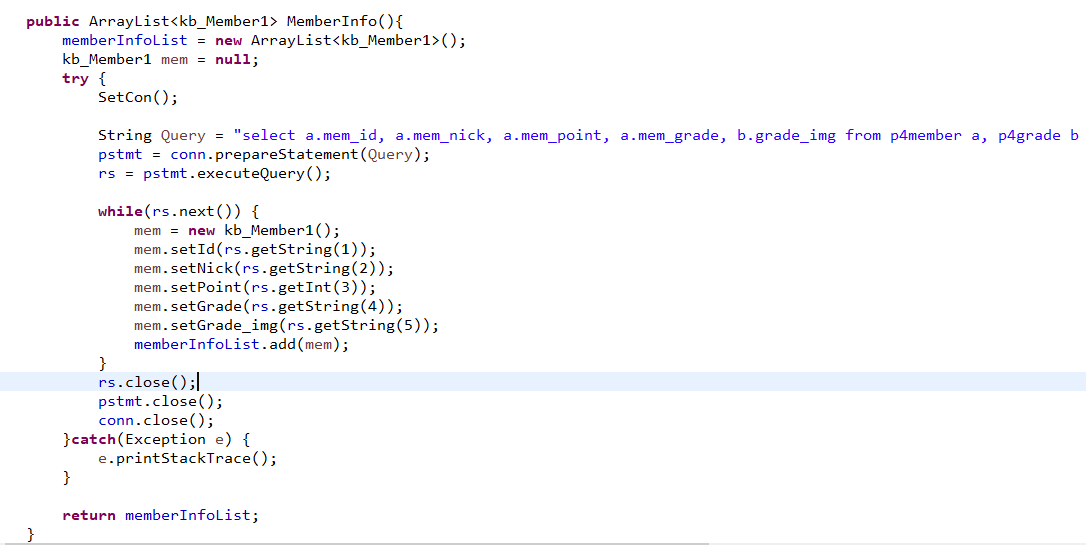 public ArrayList<kb_Member1> MemberInfo(){
    memberInfoList = new ArrayList<kb_Member1>();
    kb_Member1 mem = null;
    try {
        SetCon();
        String Query = "select a.mem_id, a.mem_nick, a.mem_point, a.mem_grade, b.grade_img from p4member a, p4grade b
        pstmt = conn.prepareStatement(Query);
        rs = pstmt.executeQuery();
        while(rs.next()) {
            mem = new kb_Member1();
            mem.setId(rs.getString(1));
            mem.setNick(rs.getString(2));
            mem.setPoint(rs.getInt(3));
            mem.setGrade(rs.getString(4));
            mem.setGrade_img(rs.getString(5));
            memberInfoList.add(mem);
        }
        rs.close();
        pstmt.close();
        conn.close();
    }catch(Exception e) {
        e.printStackTrace();
    }
    return memberInfoList;
}